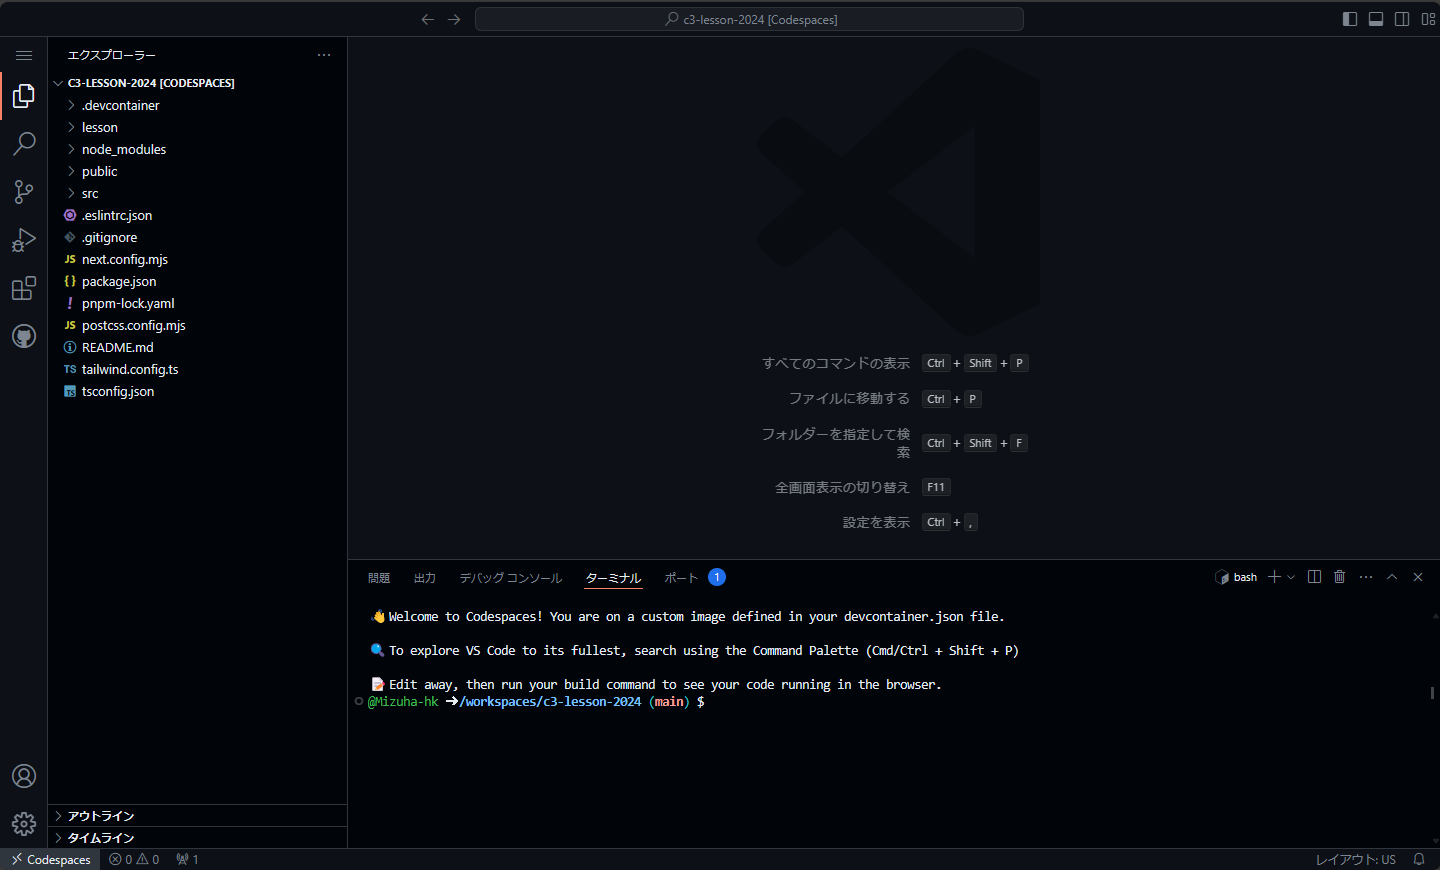 c3-lesson-2024 [Codespaces]
エクスプローラー
C3-LESSON-2024 [CODESPACES]
.devcontainer
lesson
node_modules
public
src
.eslintrc.json
.gitignore
JS next.config.mjs
{} package.json
! pnpm-lock.yaml
JS postcss.config.mjs
README.md
TS tailwind.config.ts
TS tsconfig.json
アウトライン
タイムライン
すべてのコマンドの表示 Ctrl + Shift + P
ファイルに移動する Ctrl + P
フォルダーを指定して検
索 Ctrl + Shift + F
全画面表示の切り替え F11
設定を表示 Ctrl + ,
問題 出力 デバッグ コンソール ターミナル ポート 1 bash
👋 Welcome to Codespaces! You are on a custom image defined in your devcontainer.json file.
🔍 To explore VS Code to its fullest, search using the Command Palette (Cmd/Ctrl + Shift + P)
📝 Edit away, then run your build command to see your code running in the browser.
@Mizuha-hk ➜/workspaces/c3-lesson-2024 (main) $
Codespaces 0 0 1 レイアウト: US